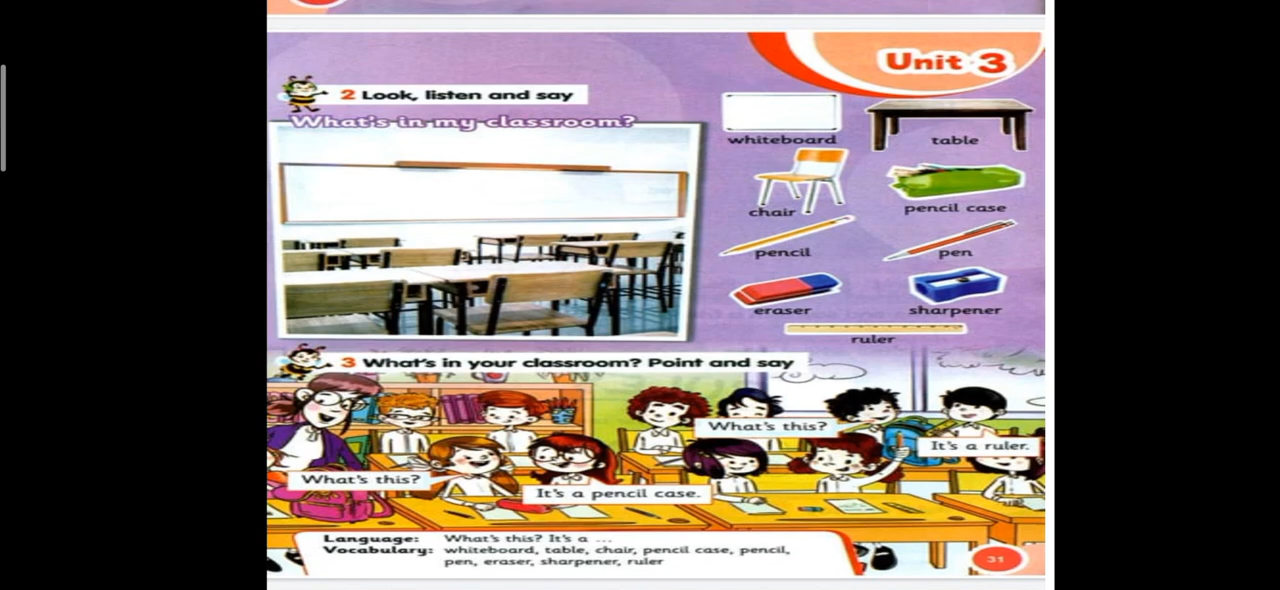 Unit 3
2 Look, listen and say
What's in my classroom?
whiteboard
table
chair
pencil case
pencil
pen
eraser
sharpener
ruler
3 What's in your classroom? Point and say
What's this?
It's a ruler.
What's this?
It's a pencil case.
Language: What's this? It's a ...
Vocabulary: whiteboard, table, chair, pencil case, pencil,
pen, eraser, sharpener, ruler
31